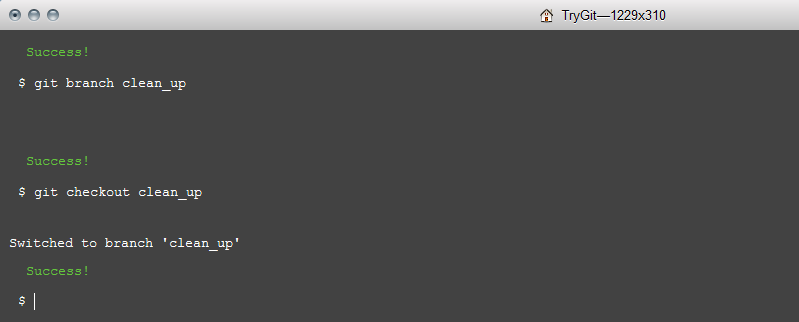 TryGit—1229x310
Success!
$ git branch clean_up
Success!
$ git checkout clean_up
Switched to branch 'clean_up'
Success!
$